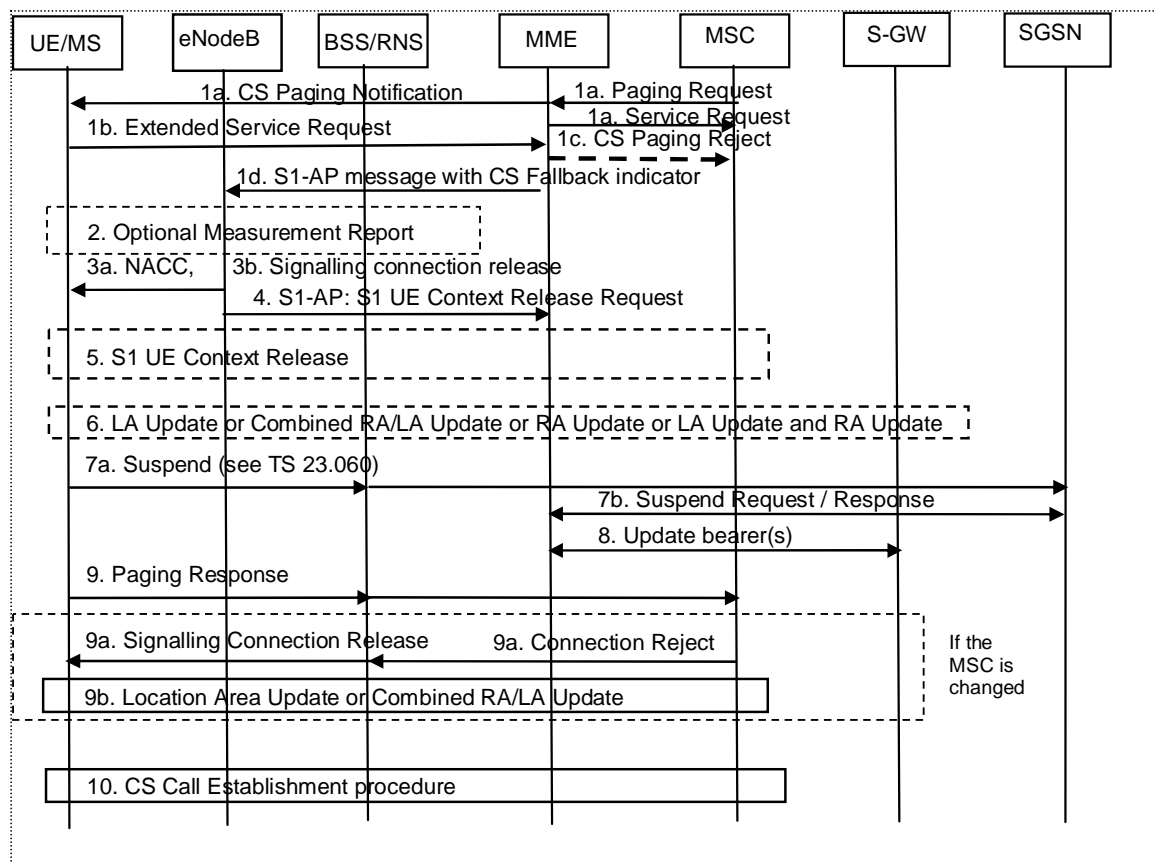 UE/MS
eNodeB
BSS/RNS
MME
MSC
S-GW
SGSN
1a. CS Paging Notification
1a. Paging Request
1a. Service Request
1b. Extended Service Request
1c. CS Paging Reject
1d. S1-AP message with CS Fallback indicator
2. Optional Measurement Report
3a. NACC,
3b. Signalling connection release
4. S1-AP: S1 UE Context Release Request
5. S1 UE Context Release
6. LA Update or Combined RA/LA Update or RA Update or LA Update and RA Update
7a. Suspend (see TS 23.060)
7b. Suspend Request / Response
8. Update bearer(s)
9. Paging Response
9a. Signalling Connection Release
9a. Connection Reject
If the
MSC is
changed
9b. Location Area Update or Combined RA/LA Update
10. CS Call Establishment procedure